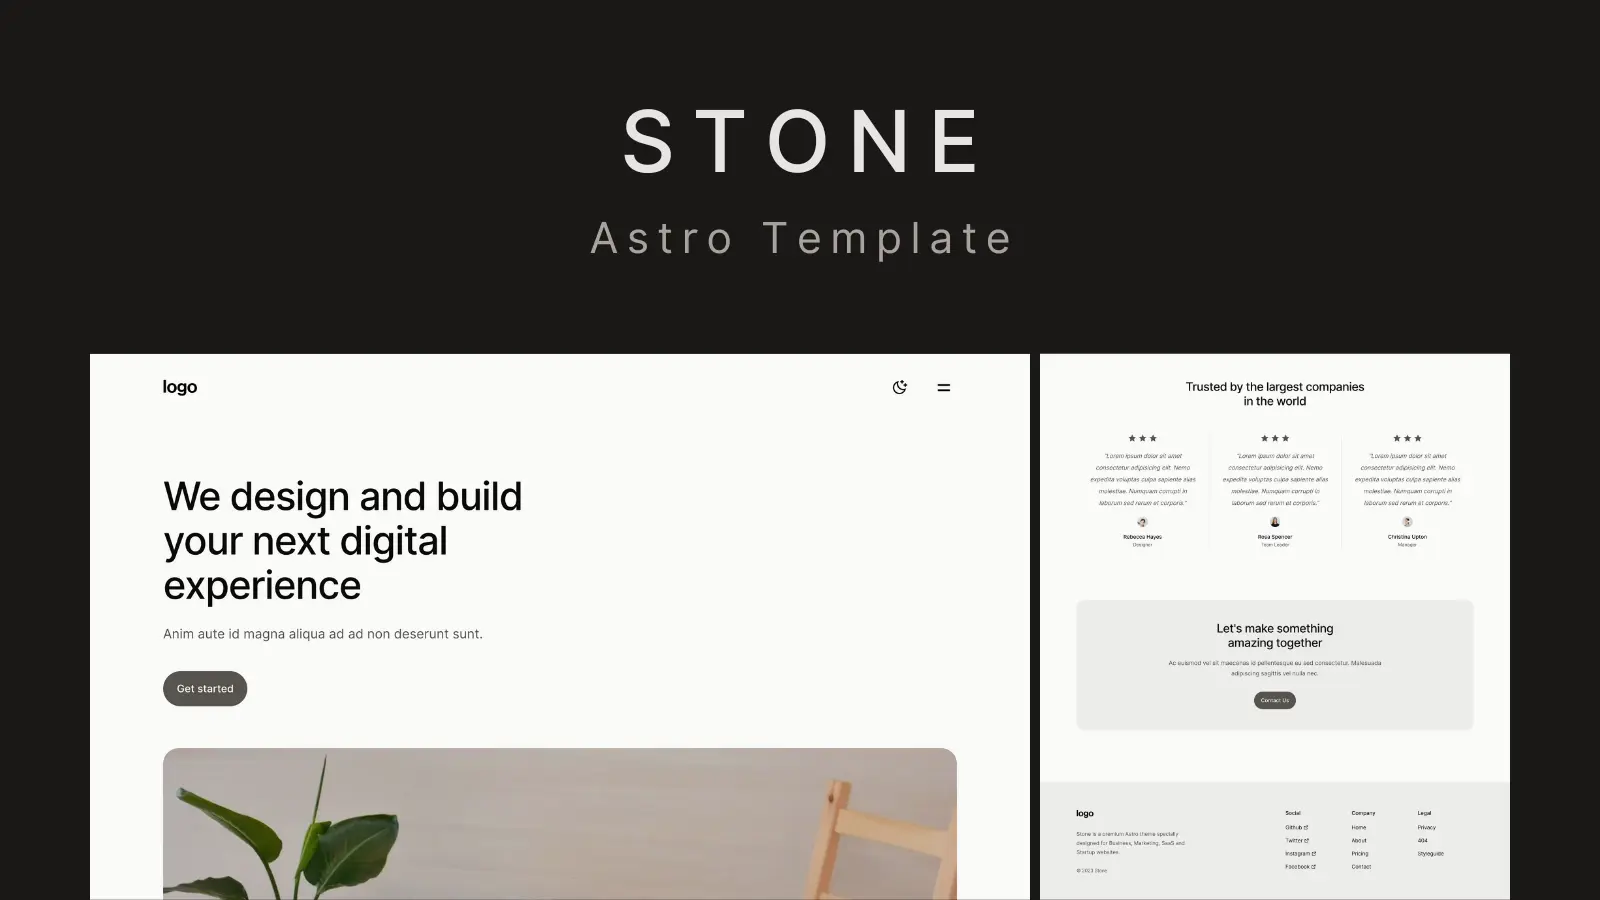 STONE
Astro Template
logo
We design and build
your next digital
experience
Anim aute id magna aliqua ad ad non deserunt sunt.
Get started
Trusted by the largest companies
in the world
"Lorem ipsum dolor sit amet
consectetur adipisicing elit. Nemo
expedita voluptas culpa sapiente alias
molestiae. Numquam corrupti in
laborum sed rerum et corporis."
Rebecca Hayes
Designer
"Lorem ipsum dolor sit amet
consectetur adipisicing elit. Nemo
expedita voluptas culpa sapiente alias
molestiae. Numquam corrupti in
laborum sed rerum et corporis."
Rosa Spencer
Team Leader
"Lorem ipsum dolor sit amet
consectetur adipisicing elit. Nemo
expedita voluptas culpa sapiente alias
molestiae. Numquam corrupti in
laborum sed rerum et corporis."
Christina Upton
Manager
Let's make something
amazing together
Ac euismod vel sit maecenas id pellentesque eu sed consectetur. Malesuada
adipiscing sagittis vel nulla nec.
Contact Us
logo
Stone is a premium Astro theme specially
designed for Business, Marketing, SaaS and
Startup websites.
© 2023 Stone
Social
Github
Twitter
Instagram
Facebook
Company
Home
About
Pricing
Contact
Legal
Privacy
404
Styleguide